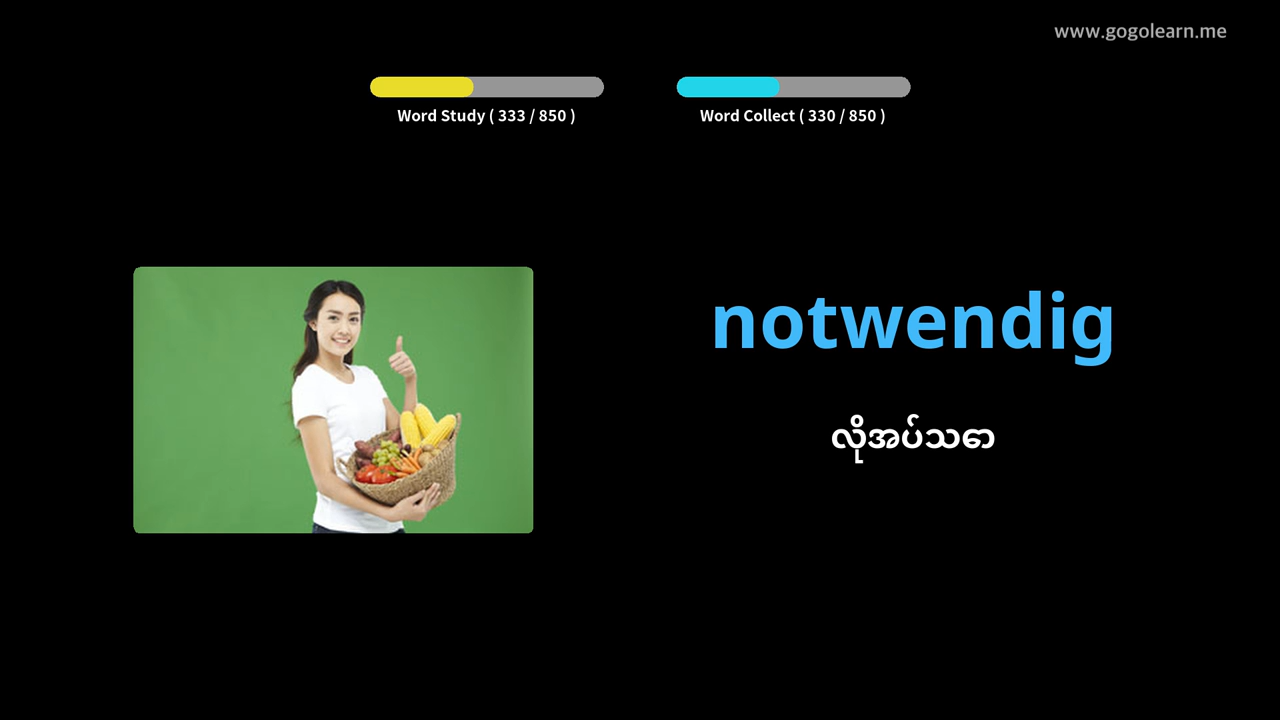 www.gogolearn.me
Word Study ( 333 / 850 )
Word Collect ( 330 / 850 )
notwendig
လိုအပ်သော